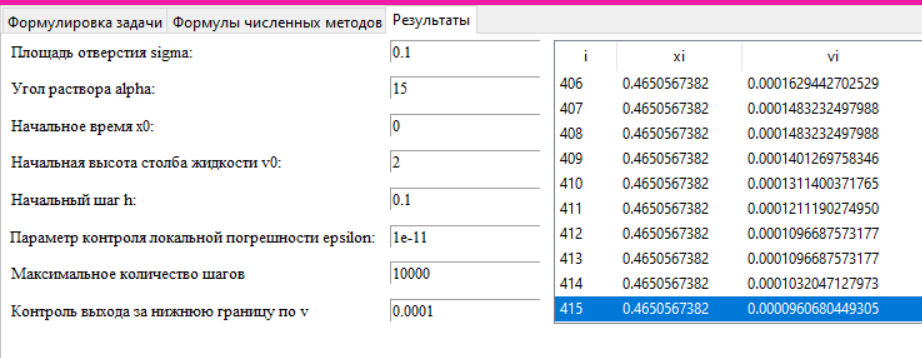 Формулировка задачи Формулы численных методов Результаты
Площадь отверстия sigma: 0.1
Угол раствора alpha: 15
Начальное время x0: 0
Начальная высота столба жидкости v0: 2
Начальный шаг h: 0.1
Параметр контроля локальной погрешности epsilon: 1e-11
Максимальное количество шагов 10000
Контроль выхода за нижнюю границу по v 0.0001
i xi vi
406 0.4650567382 0.0001629442702529
407 0.4650567382 0.0001483232497988
408 0.4650567382 0.0001483232497988
409 0.4650567382 0.0001401269758346
410 0.4650567382 0.0001311400371765
411 0.4650567382 0.0001211190274950
412 0.4650567382 0.0001096687573177
413 0.4650567382 0.0001096687573177
414 0.4650567382 0.0001032047127973
415 0.4650567382 0.0000960680449305